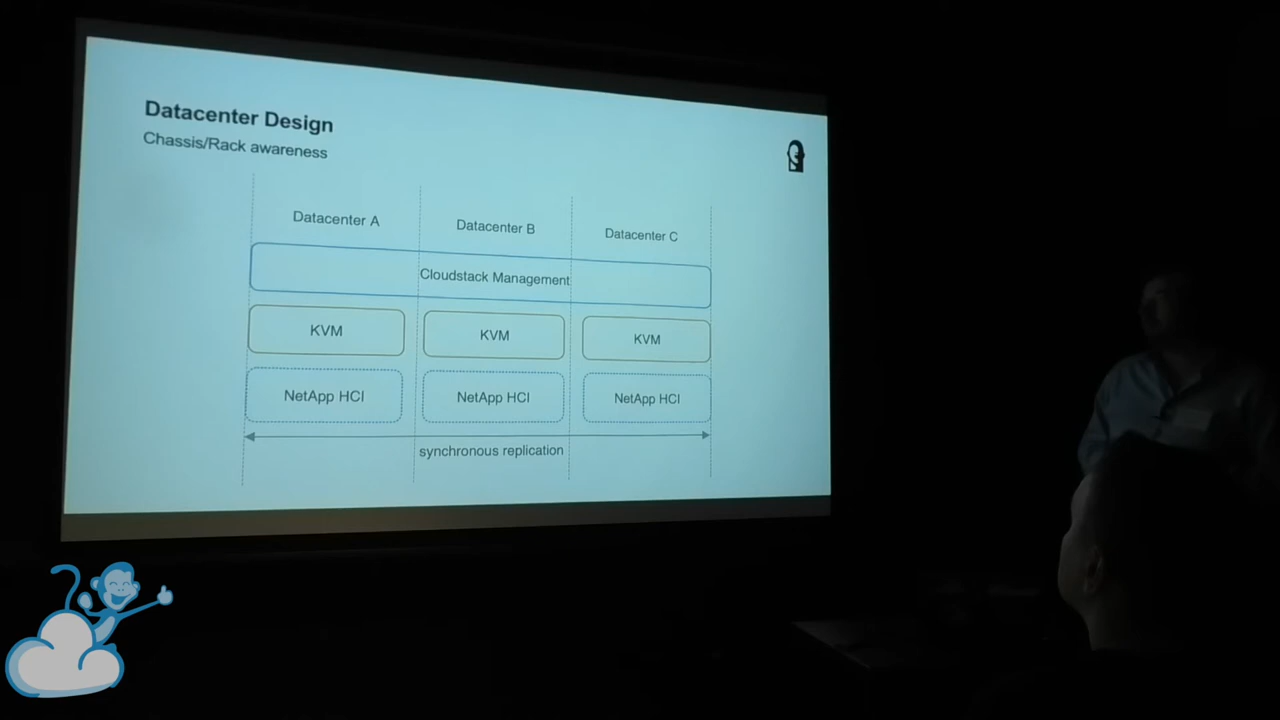 Datacenter Design
Chassis/Rack awareness
Datacenter A
Datacenter B
Datacenter C
Cloudstack Management
KVM
KVM
KVM
NetApp HCI
NetApp HCI
NetApp HCI
synchronous replication